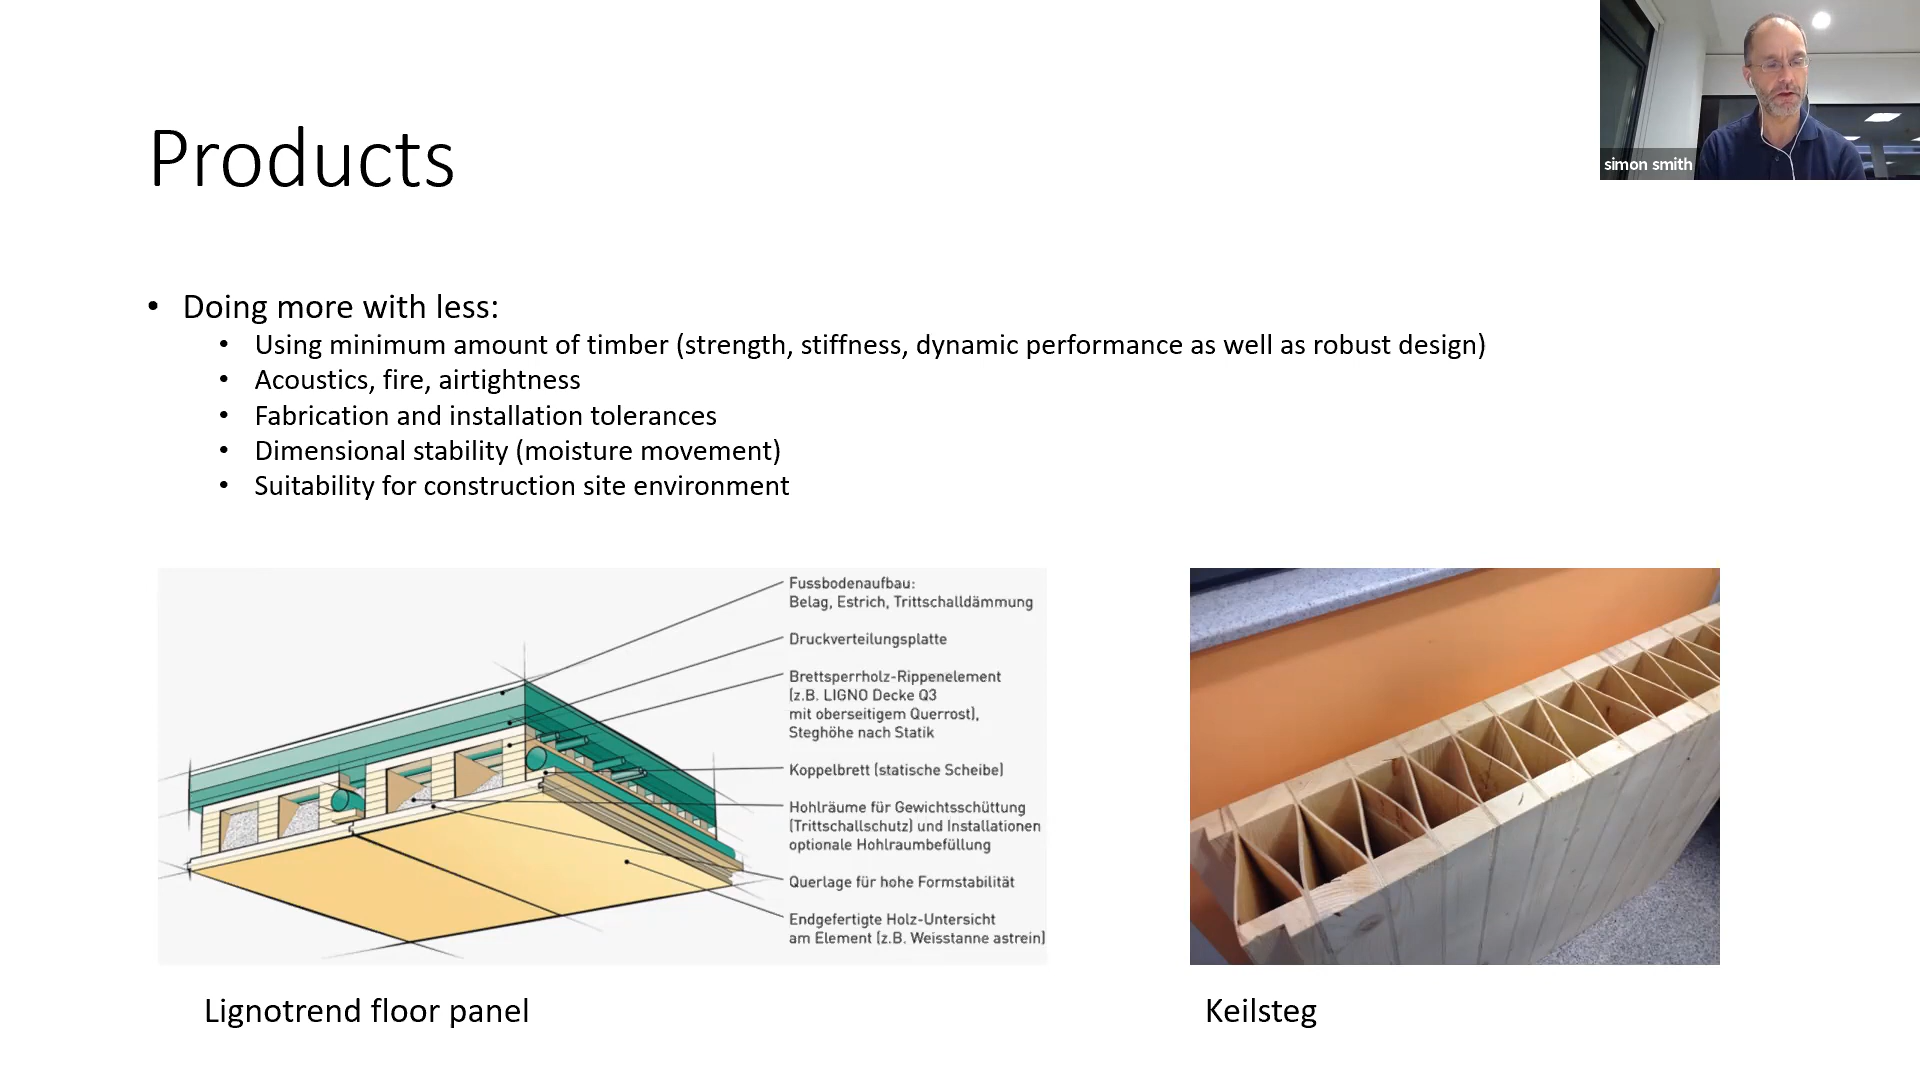 simon smith
Products
• Doing more with less:
• Using minimum amount of timber (strength, stiffness, dynamic performance as well as robust design)
• Acoustics, fire, airtightness
• Fabrication and installation tolerances
• Dimensional stability (moisture movement)
• Suitability for construction site environment
Fussbodenaufbau:
Belag, Estrich, Trittschalldämmung
Druckverteilungsplatte
Brettsperrholz-Rippenelement
(z.B. LIGNO Decke Q3
mit oberseitigem Querrost),
Steghöhe nach Statik
Koppelbrett (statische Scheibe)
Hohlräume für Gewichtsschüttung
(Trittschallschutz) und Installationen
optionale Hohlraumbefüllung
Querlage für hohe Formstabilität
Endgefertigte Holz-Untersicht
am Element (z.B. Weisstanne astrein)
Lignotrend floor panel
Keilsteg